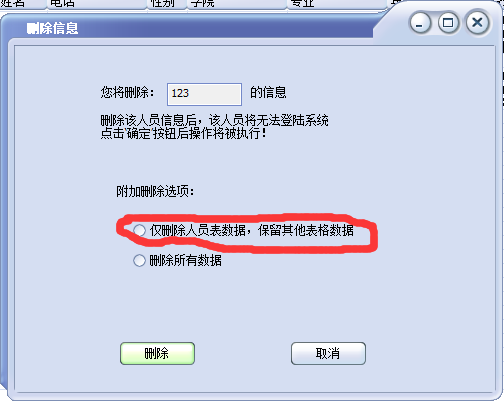 姓名 电话 性别 学院 专业
删除信息
您将删除： 123 的信息
删除该人员信息后，该人员将无法登陆系统
点击'确定'按钮后操作将被执行！
附加删除选项：
仅删除人员表数据，保留其他表格数据
删除所有数据
删除 取消